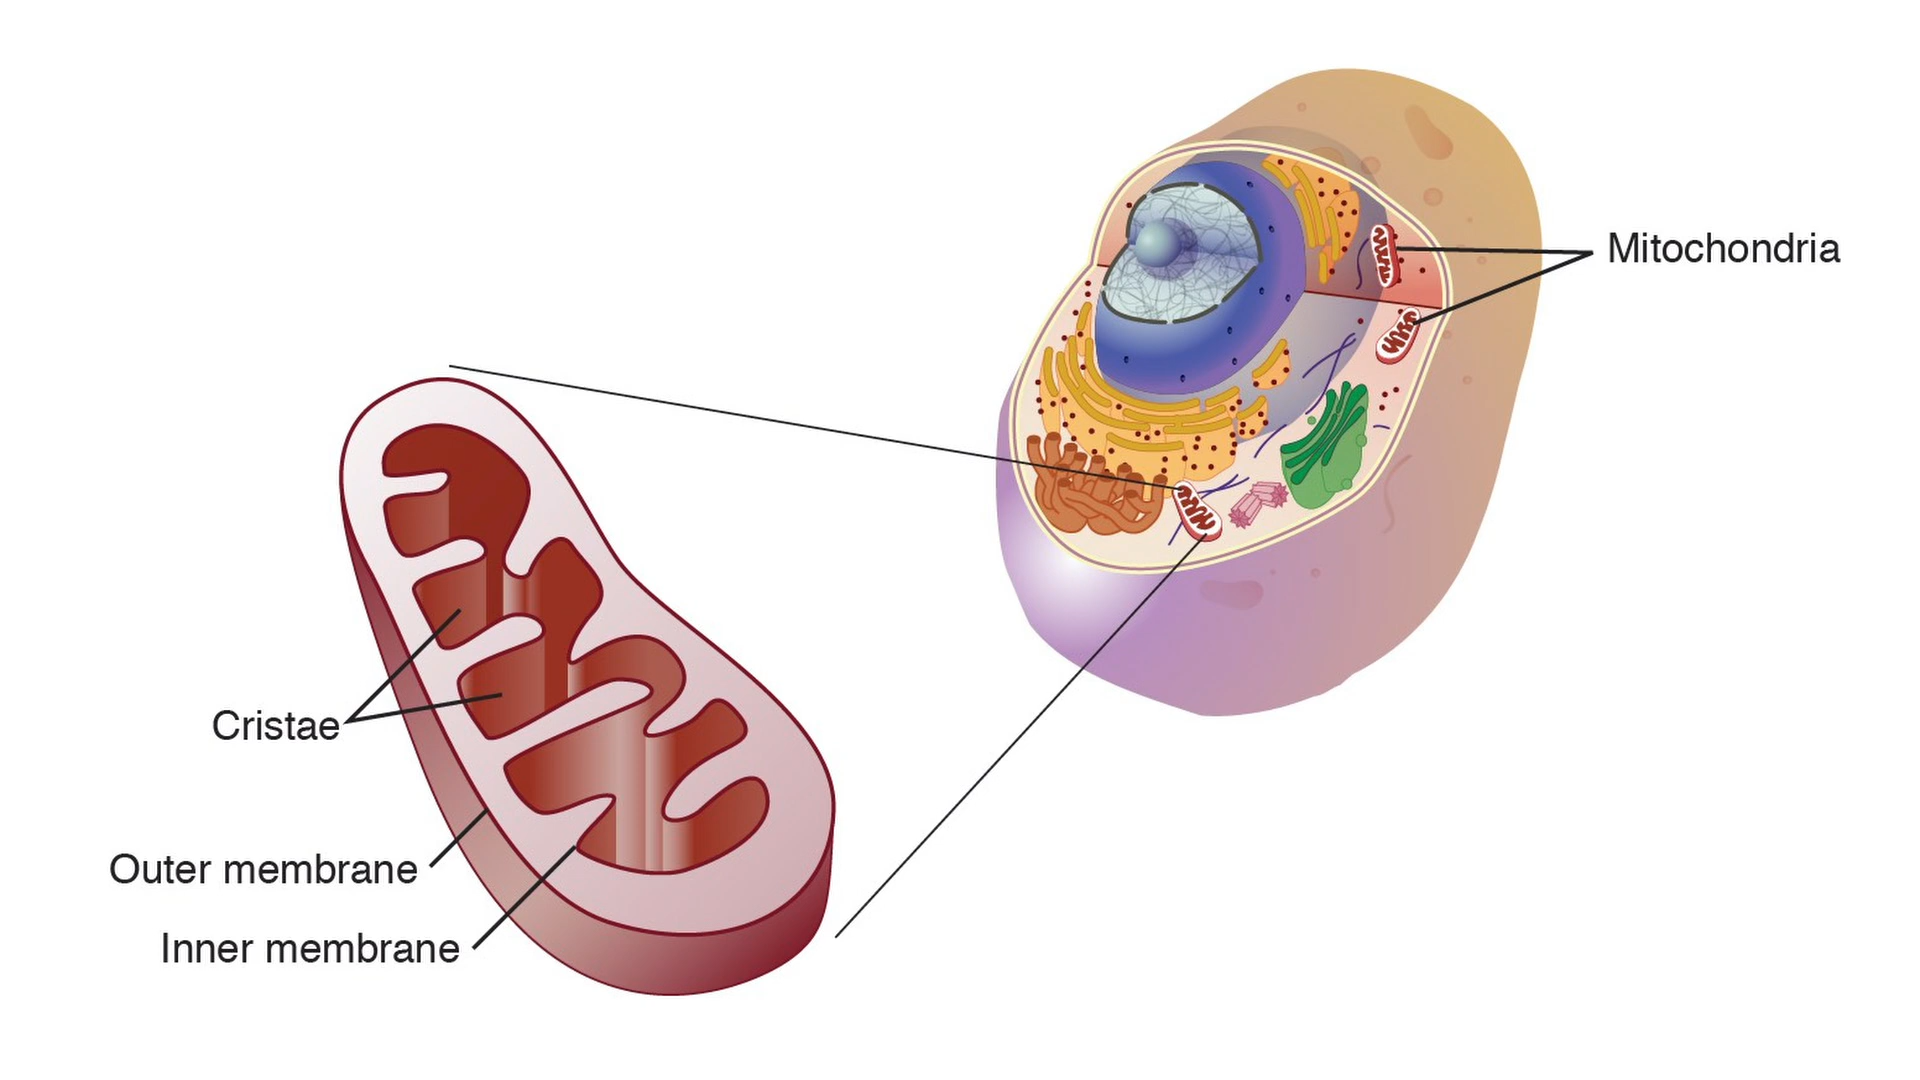 Mitochondria
Cristae
Outer membrane
Inner membrane